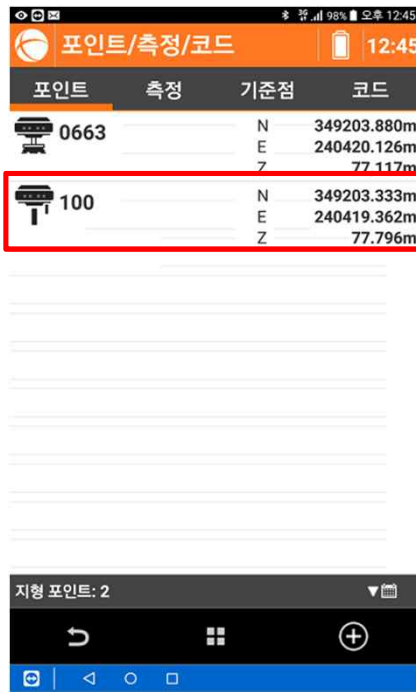 98% 오후 12:45
포인트/측정/코드 12:45
포인트 측정 기준점 코드
0663 N 349203.880m
E 240420.126m
Z 77.117m
100 N 349203.333m
E 240419.362m
Z 77.796m
지형 포인트: 2